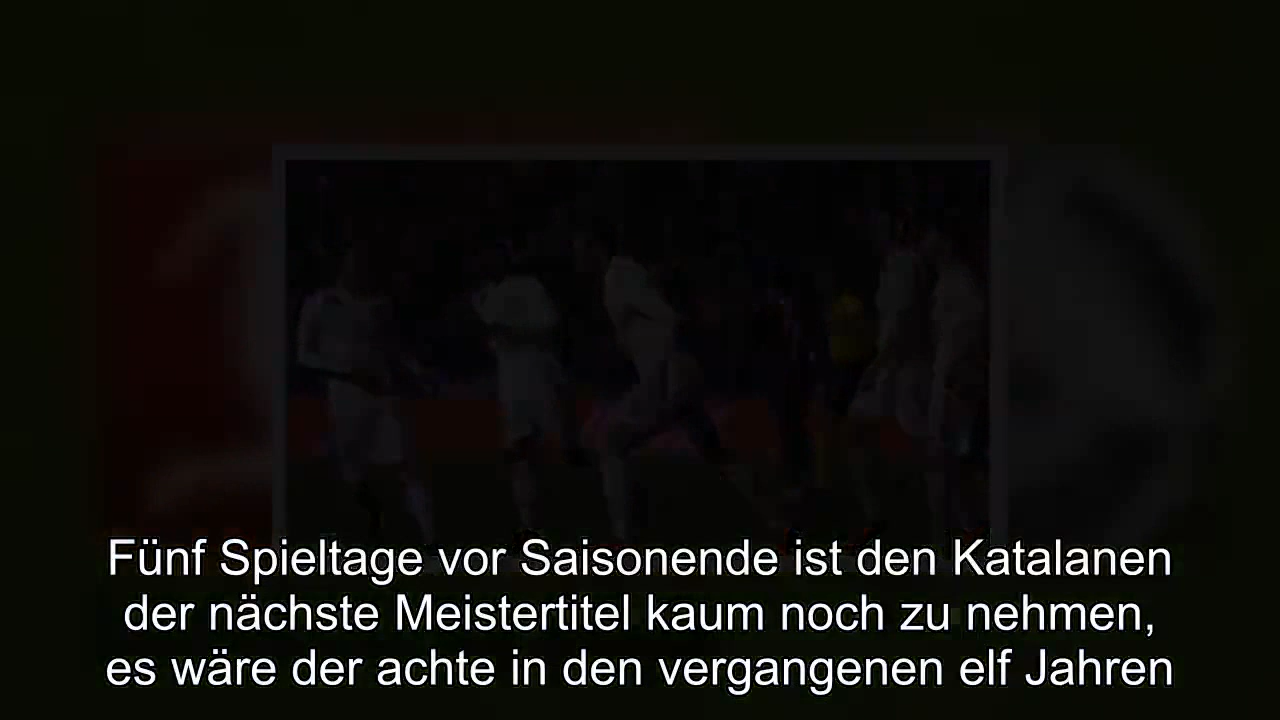 Fünf Spieltage vor Saisonende ist den Katalanen
der nächste Meistertitel kaum noch zu nehmen,
es wäre der achte in den vergangenen elf Jahren